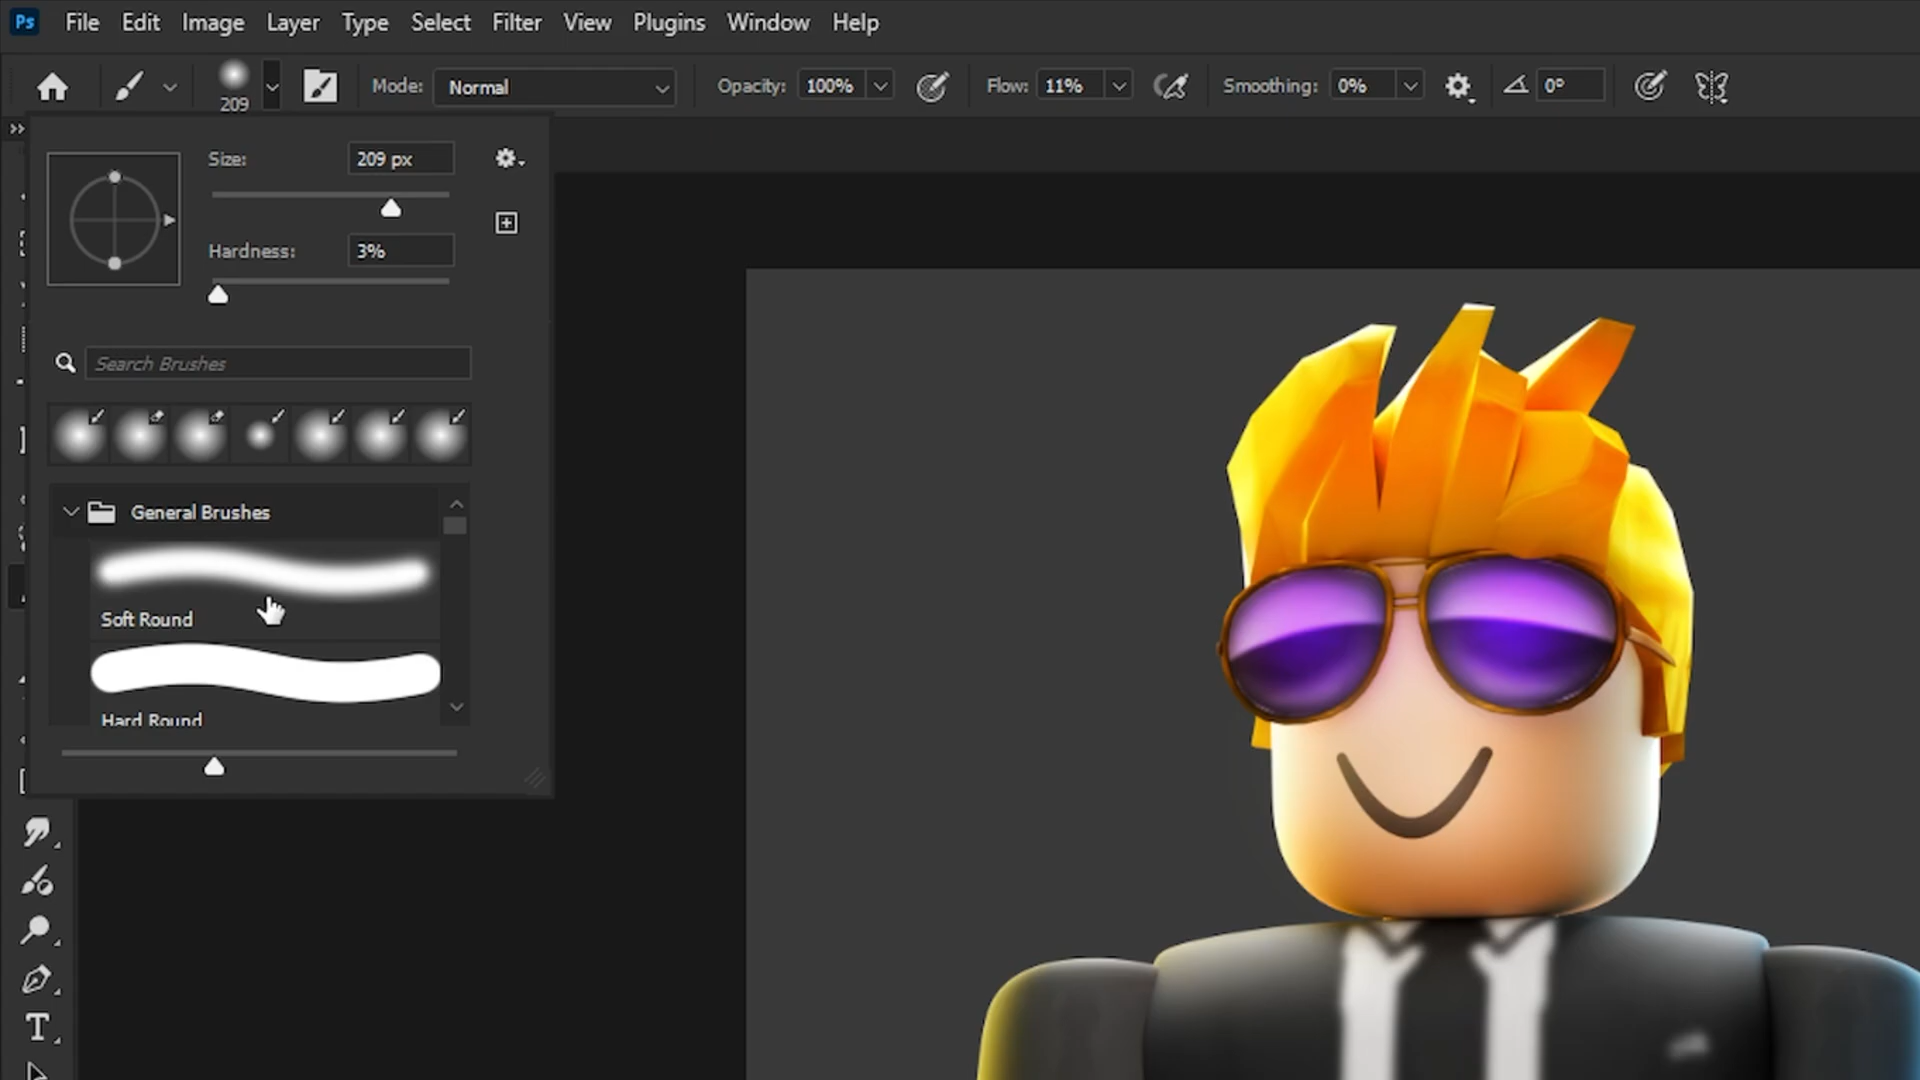 Ps File Edit Image Layer Type Select Filter View Plugins Window Help
209 Mode: Normal Opacity: 100% Flow: 11% Smoothing: 0% 0°
Size: 209 px
Hardness: 3%
Search Brushes
General Brushes
Soft Round
Hard Round
T